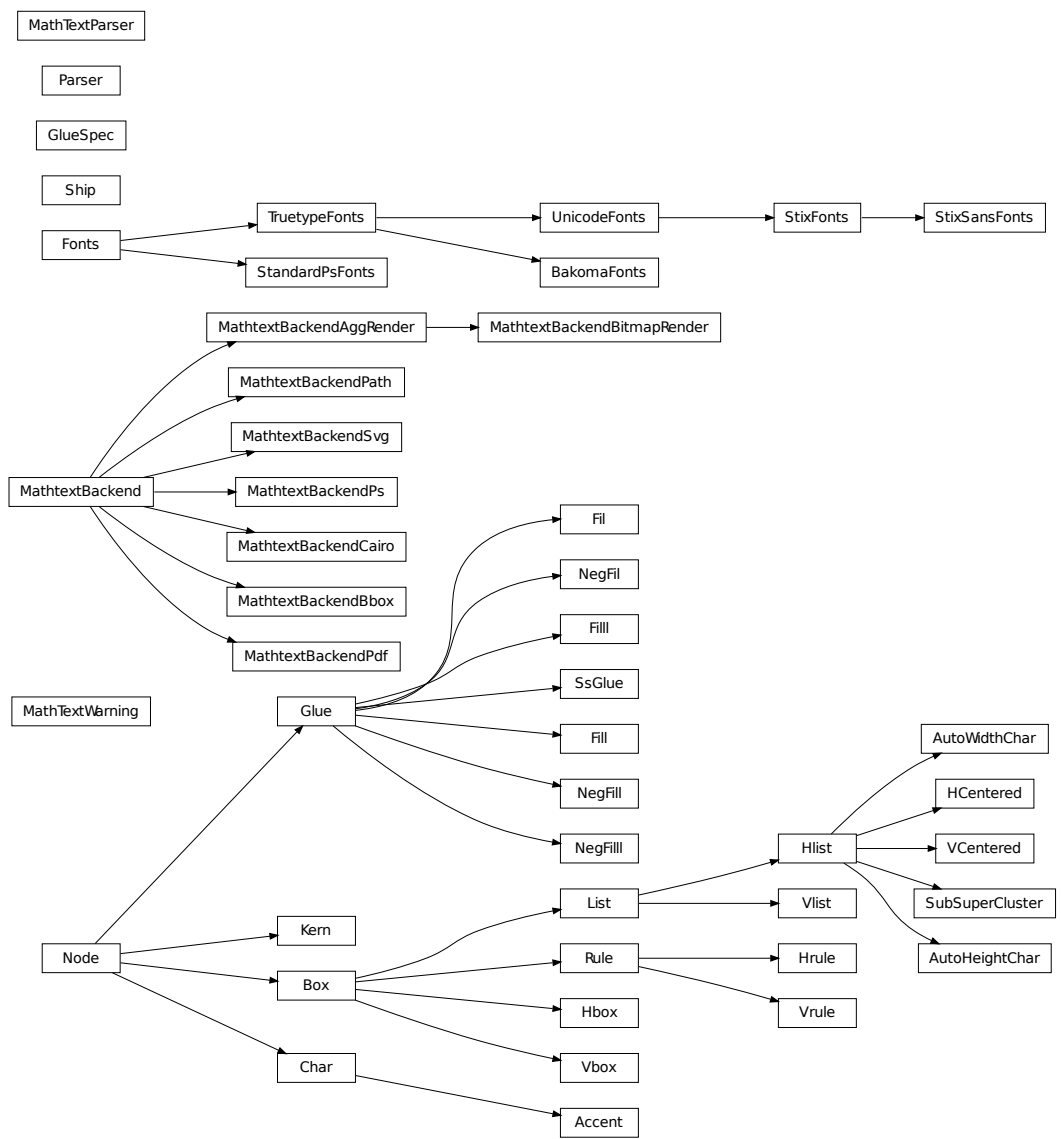 MathTextParser
Parser
GlueSpec
Ship
Fonts
TruetypeFonts
UnicodeFonts
StixFonts
StixSansFonts
StandardPsFonts
BakomaFonts
MathtextBackendAggRender
MathtextBackendBitmapRender
MathtextBackendPath
MathtextBackendSvg
MathtextBackend
MathtextBackendPs
MathtextBackendCairo
MathtextBackendBbox
MathtextBackendPdf
MathTextWarning
Glue
Fil
NegFil
Filll
SsGlue
Fill
NegFill
NegFilll
Node
Kern
Box
Char
List
Rule
Hbox
Vbox
Accent
Hlist
Vlist
Hrule
Vrule
AutoWidthChar
HCentered
VCentered
SubSuperCluster
AutoHeightChar